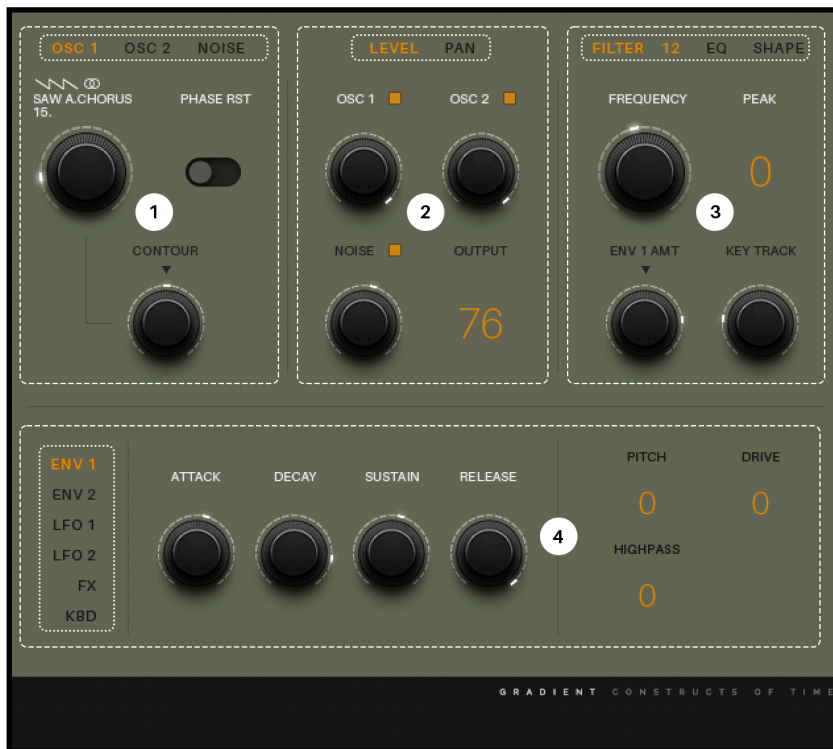 OSC 1 OSC 2 NOISE
SAW A.CHORUS
15.
PHASE RST
1
CONTOUR
LEVEL PAN
OSC 1 OSC 2
2
NOISE OUTPUT
76
FILTER 12 EQ SHAPE
FREQUENCY PEAK
0
3
ENV 1 AMT KEY TRACK
ENV 1
ENV 2
LFO 1
LFO 2
FX
KBD
ATTACK DECAY SUSTAIN RELEASE
4
PITCH DRIVE
0 0
HIGHPASS
0
GRADIENT CONSTRUCTS OF TIME